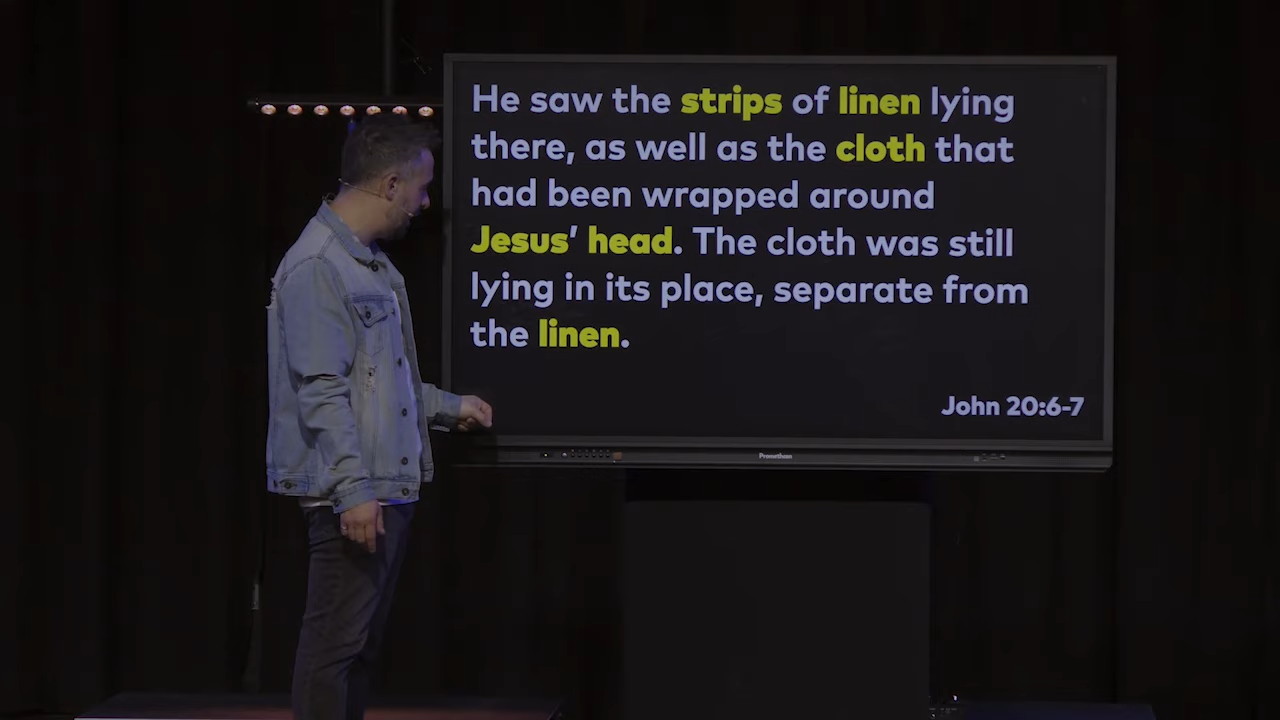 He saw the strips of linen lying
there, as well as the cloth that
had been wrapped around
Jesus’ head. The cloth was still
lying in its place, separate from
the linen.
John 20:6-7
Promethean